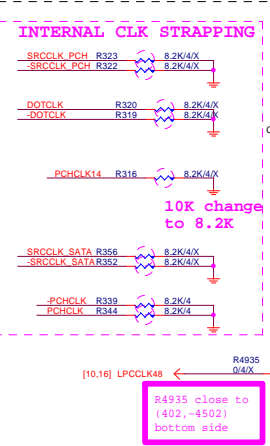 INTERNAL CLK STRAPPING
SRCCLK_PCH R323 8.2K/4/X
-SRCCLK_PCH R322 8.2K/4/X
DOTCLK R320 8.2K/4/X
-DOTCLK R319 8.2K/4/X
PCHCLK14 R316 8.2K/4/X
10K change
to 8.2K
SRCCLK_SATA R356 8.2K/4/X
-SRCCLK_SATA R352 8.2K/4/X
-PCHCLK R339 8.2K/4
PCHCLK R344 8.2K/4
R4935
[10,16] LPCCLK48 0/4/X
R4935 close to
(402,-4502)
bottom side